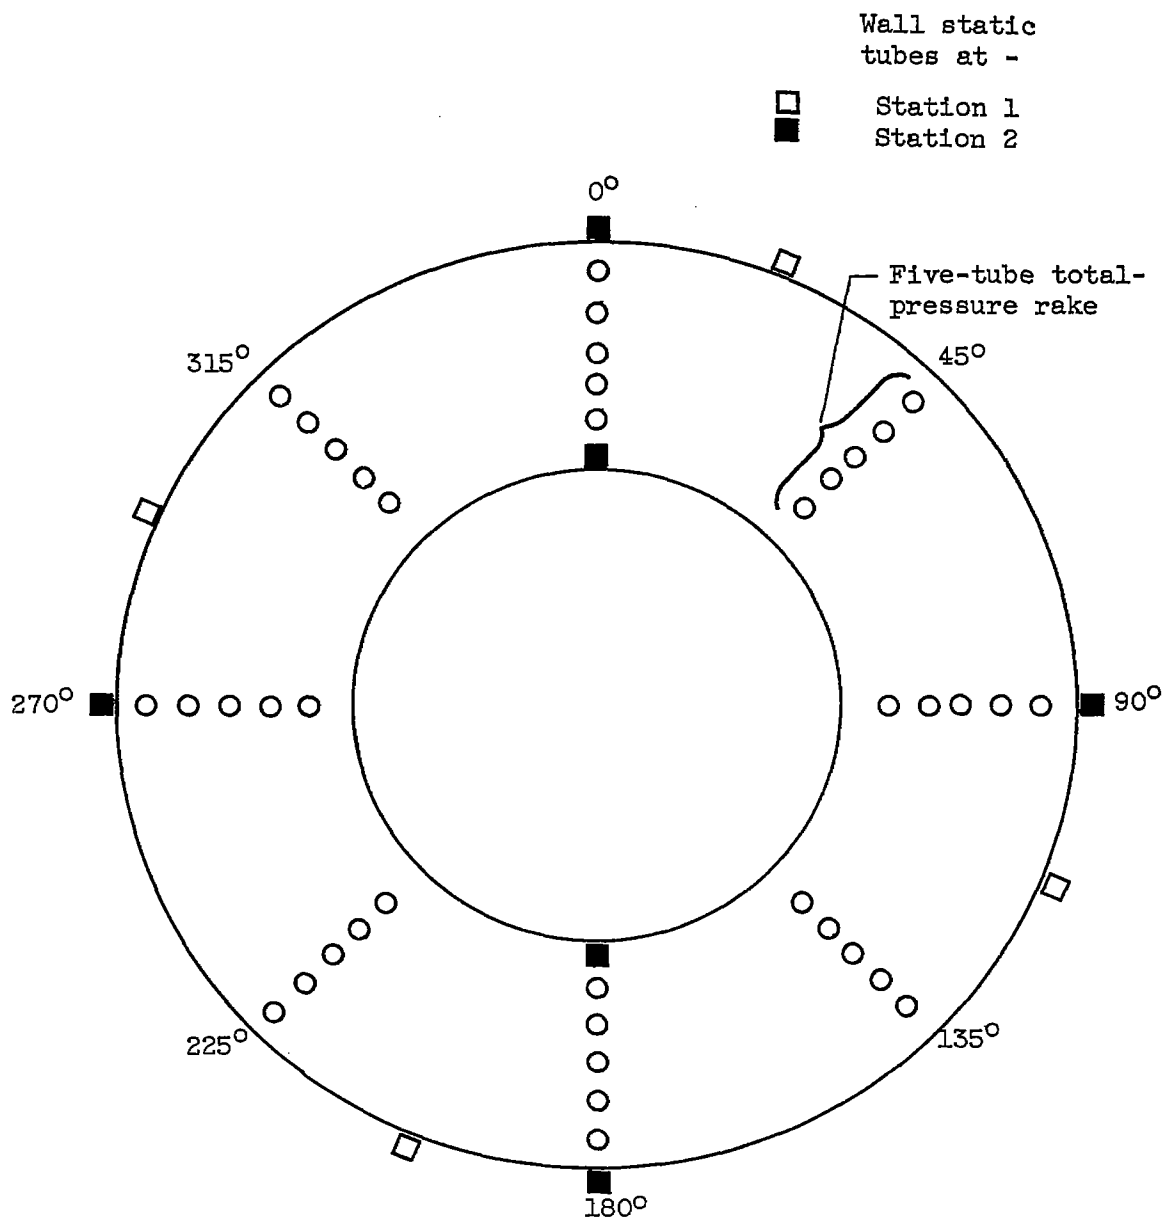 Wall static
tubes at -
Station 1
Station 2
0°
Five-tube total-
pressure rake
315°
45°
270°
90°
225°
135°
180°